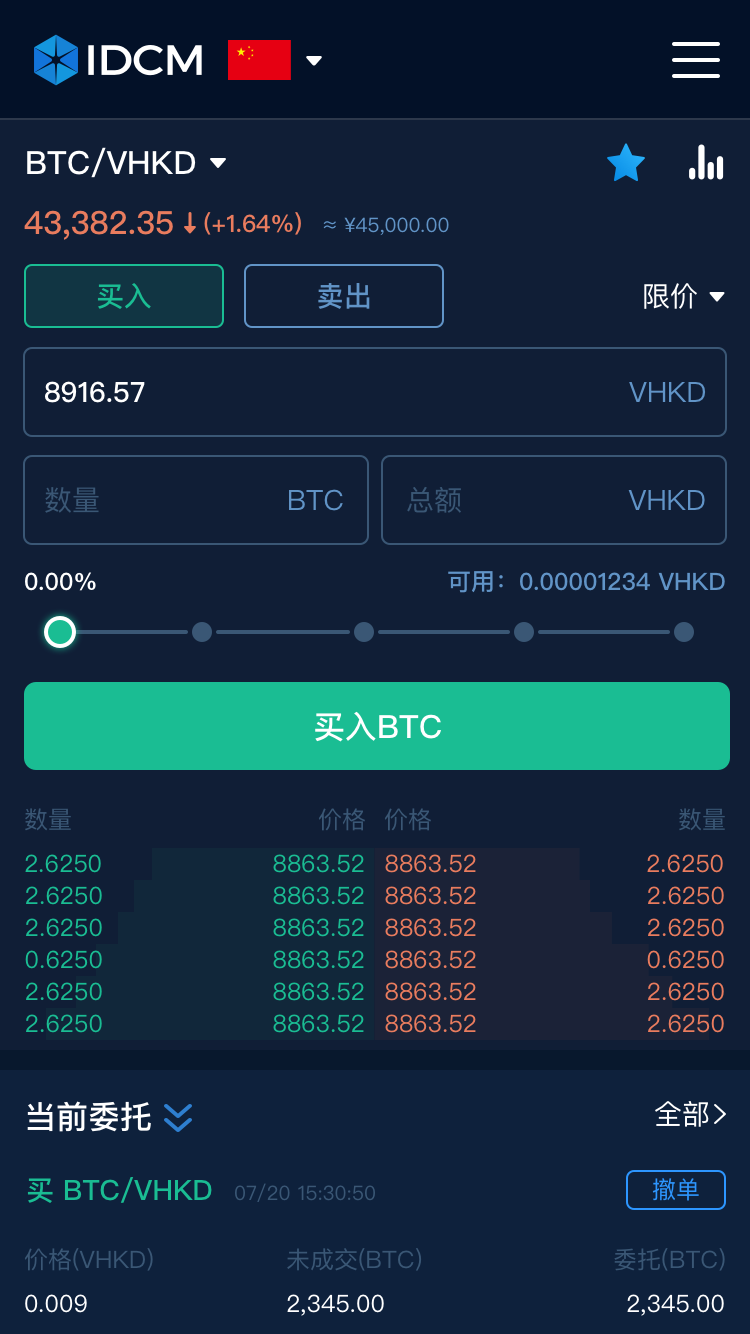 IDCM
BTC/VHKD
43,382.35 ↓ (+1.64%) ≈ ¥45,000.00
买入 卖出 限价
8916.57 VHKD
数量 BTC 总额 VHKD
0.00% 可用：0.00001234 VHKD
买入BTC
数量 价格 价格 数量
2.6250 8863.52 8863.52 2.6250
2.6250 8863.52 8863.52 2.6250
2.6250 8863.52 8863.52 2.6250
0.6250 8863.52 8863.52 0.6250
2.6250 8863.52 8863.52 2.6250
2.6250 8863.52 8863.52 2.6250
当前委托 全部
买 BTC/VHKD 07/20 15:30:50 撤单
价格(VHKD) 未成交(BTC) 委托(BTC)
0.009 2,345.00 2,345.00